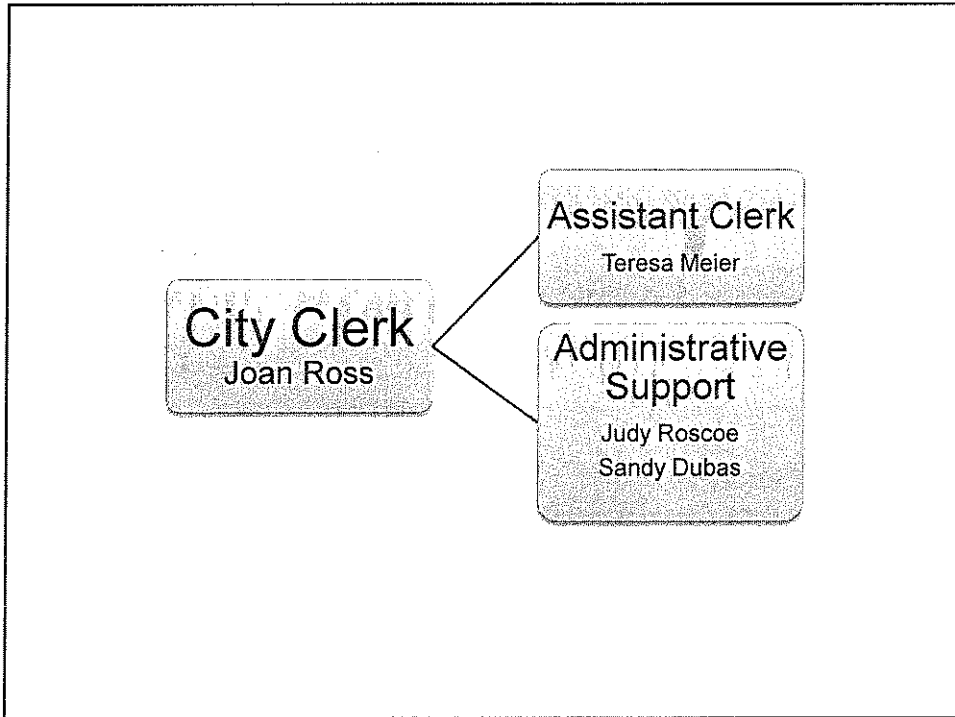 City Clerk
Joan Ross
Assistant Clerk
Teresa Meier
Administrative
Support
Judy Roscoe
Sandy Dubas